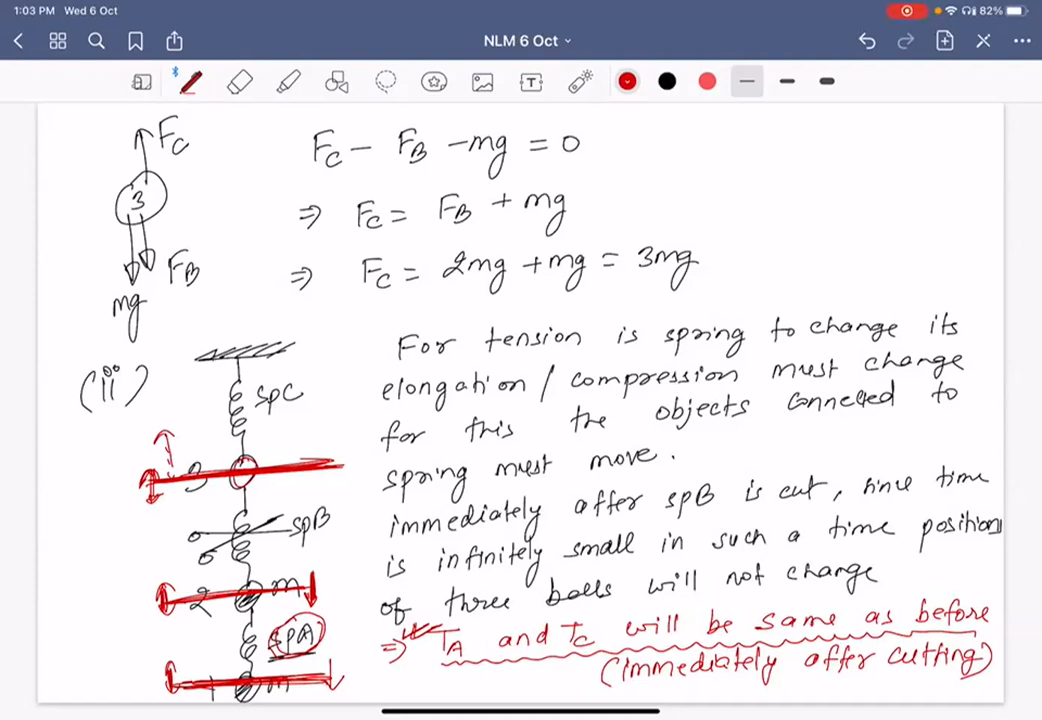 1:03 PM Wed 6 Oct
82%
NLM 6 Oct
T
FC
3
FB
mg
FC - FB - mg = 0
⇒ FC = FB + mg
⇒ FC = 2mg + mg = 3mg
(ii)
SpC
3
SpB
2 m
SPA
1 m
For tension is spring to change its
elongation / compression must change
for this the objects connected to
spring must move.
immediately after SpB is cut, since time
is infinitely small in such a time positions
of three balls will not change
⇒ TA and TC will be same as before
(immediately after cutting)